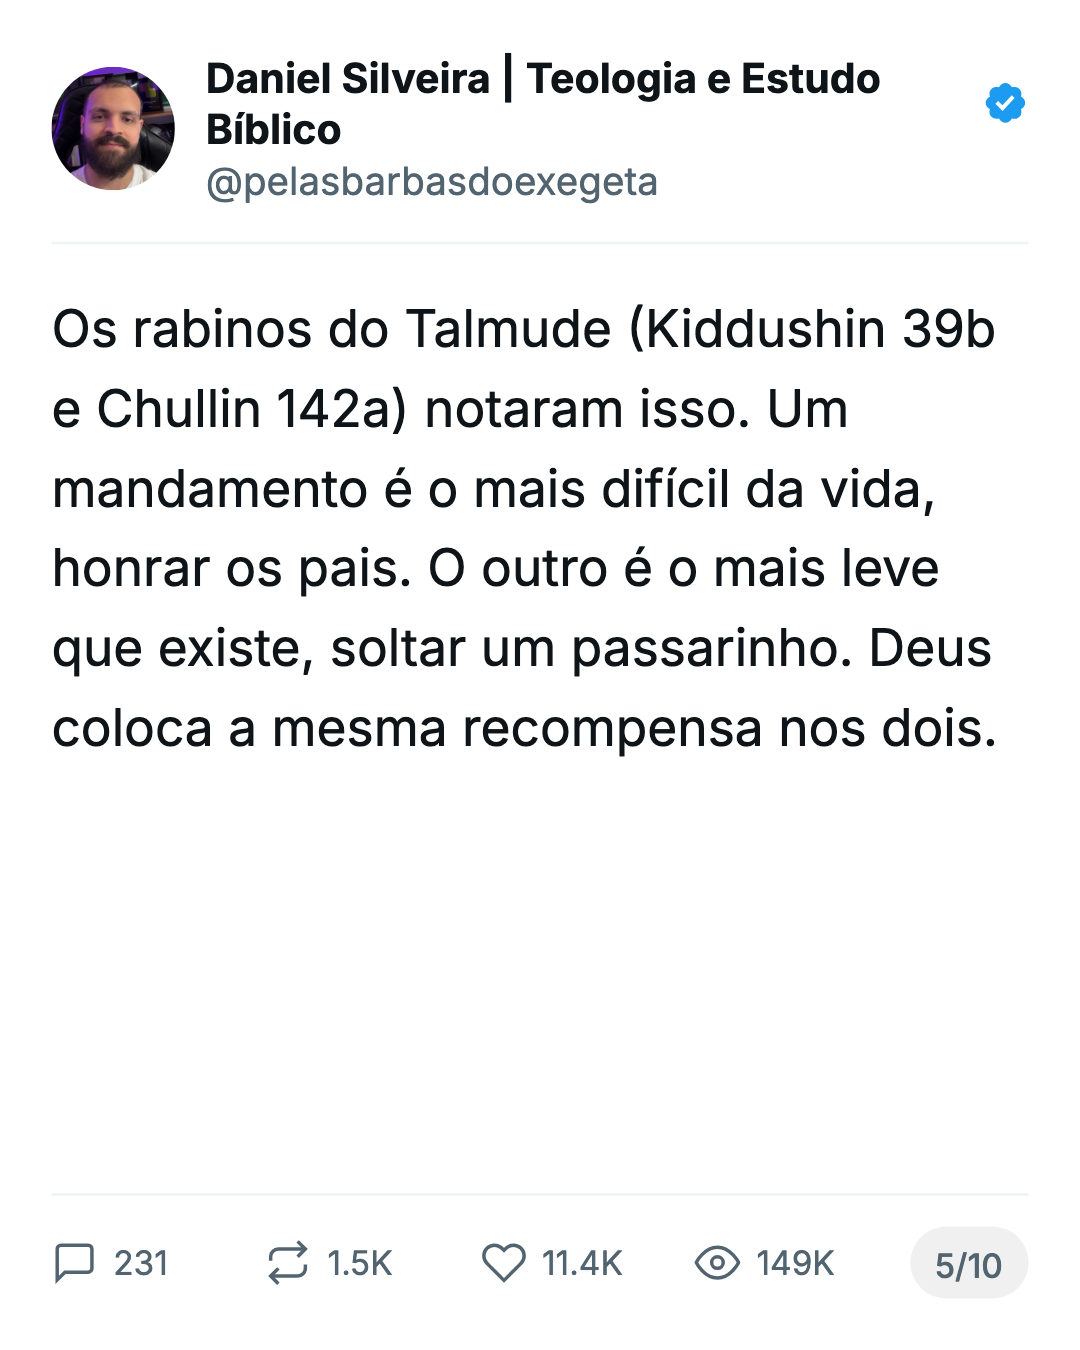 Daniel Silveira | Teologia e Estudo
Bíblico
@pelasbarbasdoexegeta
Os rabinos do Talmude (Kiddushin 39b
e Chullin 142a) notaram isso. Um
mandamento é o mais difícil da vida,
honrar os pais. O outro é o mais leve
que existe, soltar um passarinho. Deus
coloca a mesma recompensa nos dois.
231 1.5K 11.4K 149K 5/10